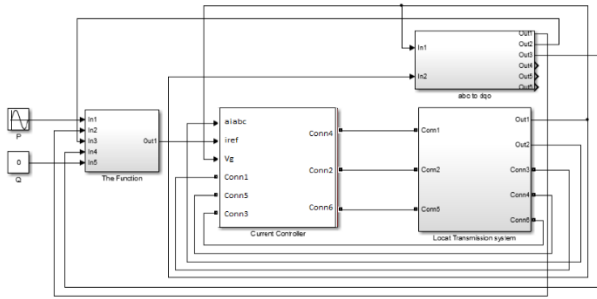 In1
In2
Out1
Out2
Out3
Out4
Out5
Out6
abc to dqo
P
0
Q
In1
In2
In3
In4
In5
Out1
The Function
aiabc
iref
Vg
Conn1
Conn5
Conn3
Conn4
Conn2
Conn6
Current Controller
Conn1
Conn2
Conn5
Out1
Out2
Conn3
Conn4
Conn6
Local Transmission system